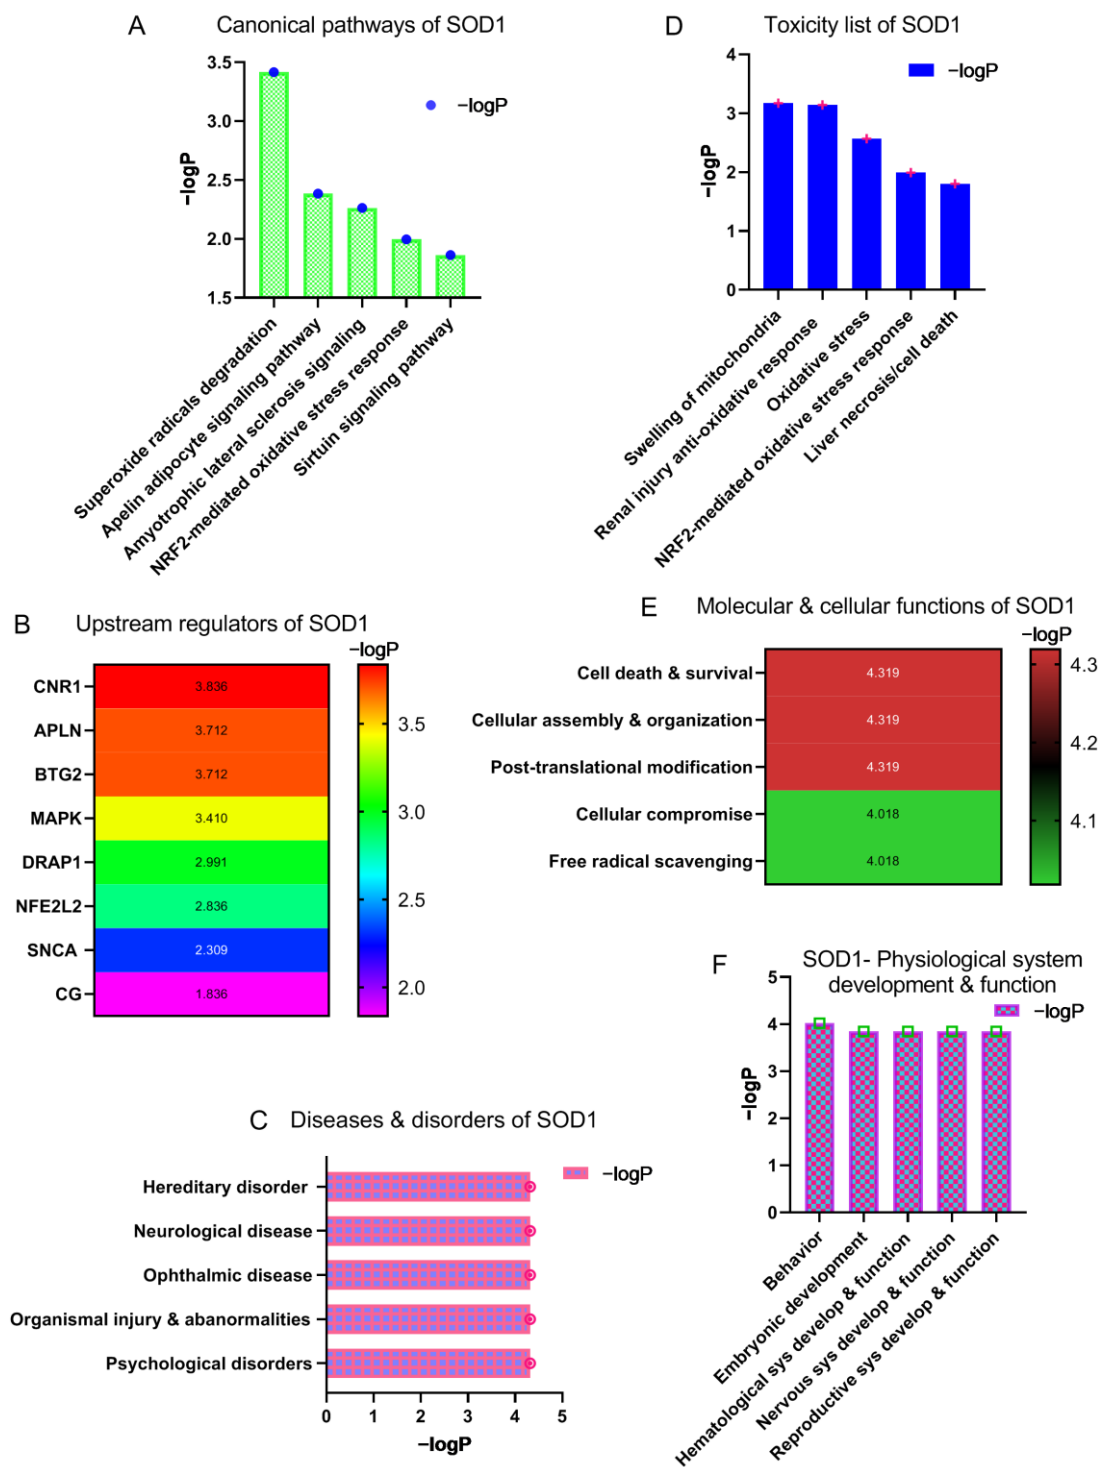 A Canonical pathways of SOD1
3.5
3.0
2.5
2.0
1.5
−logP
−logP
Superoxide radicals degradation
Apelin adipocyte signaling pathway
Amyotrophic lateral sclerosis signaling
NRF2-mediated oxidative stress response
Sirtuin signaling pathway
D Toxicity list of SOD1
4
3
2
1
0
−logP
−logP
Swelling of mitochondria
Renal injury anti-oxidative response
Oxidative stress
NRF2-mediated oxidative stress response
Liver necrosis/cell death
B Upstream regulators of SOD1
−logP
CNR1 3.836
APLN 3.712
BTG2 3.712
MAPK 3.410
DRAP1 2.991
NFE2L2 2.836
SNCA 2.309
CG 1.836
3.5
3.0
2.5
2.0
E Molecular & cellular functions of SOD1
−logP
Cell death & survival 4.319
Cellular assembly & organization 4.319
Post-translational modification 4.319
Cellular compromise 4.018
Free radical scavenging 4.018
4.3
4.2
4.1
C Diseases & disorders of SOD1
−logP
Hereditary disorder
Neurological disease
Ophthalmic disease
Organismal injury & abanormalities
Psychological disorders
0 1 2 3 4 5
−logP
F SOD1- Physiological system
development & function
−logP
5
4
3
2
1
0
−logP
Behavior
Embryonic development
Hematological sys develop & function
Nervous sys develop & function
Reproductive sys develop & function